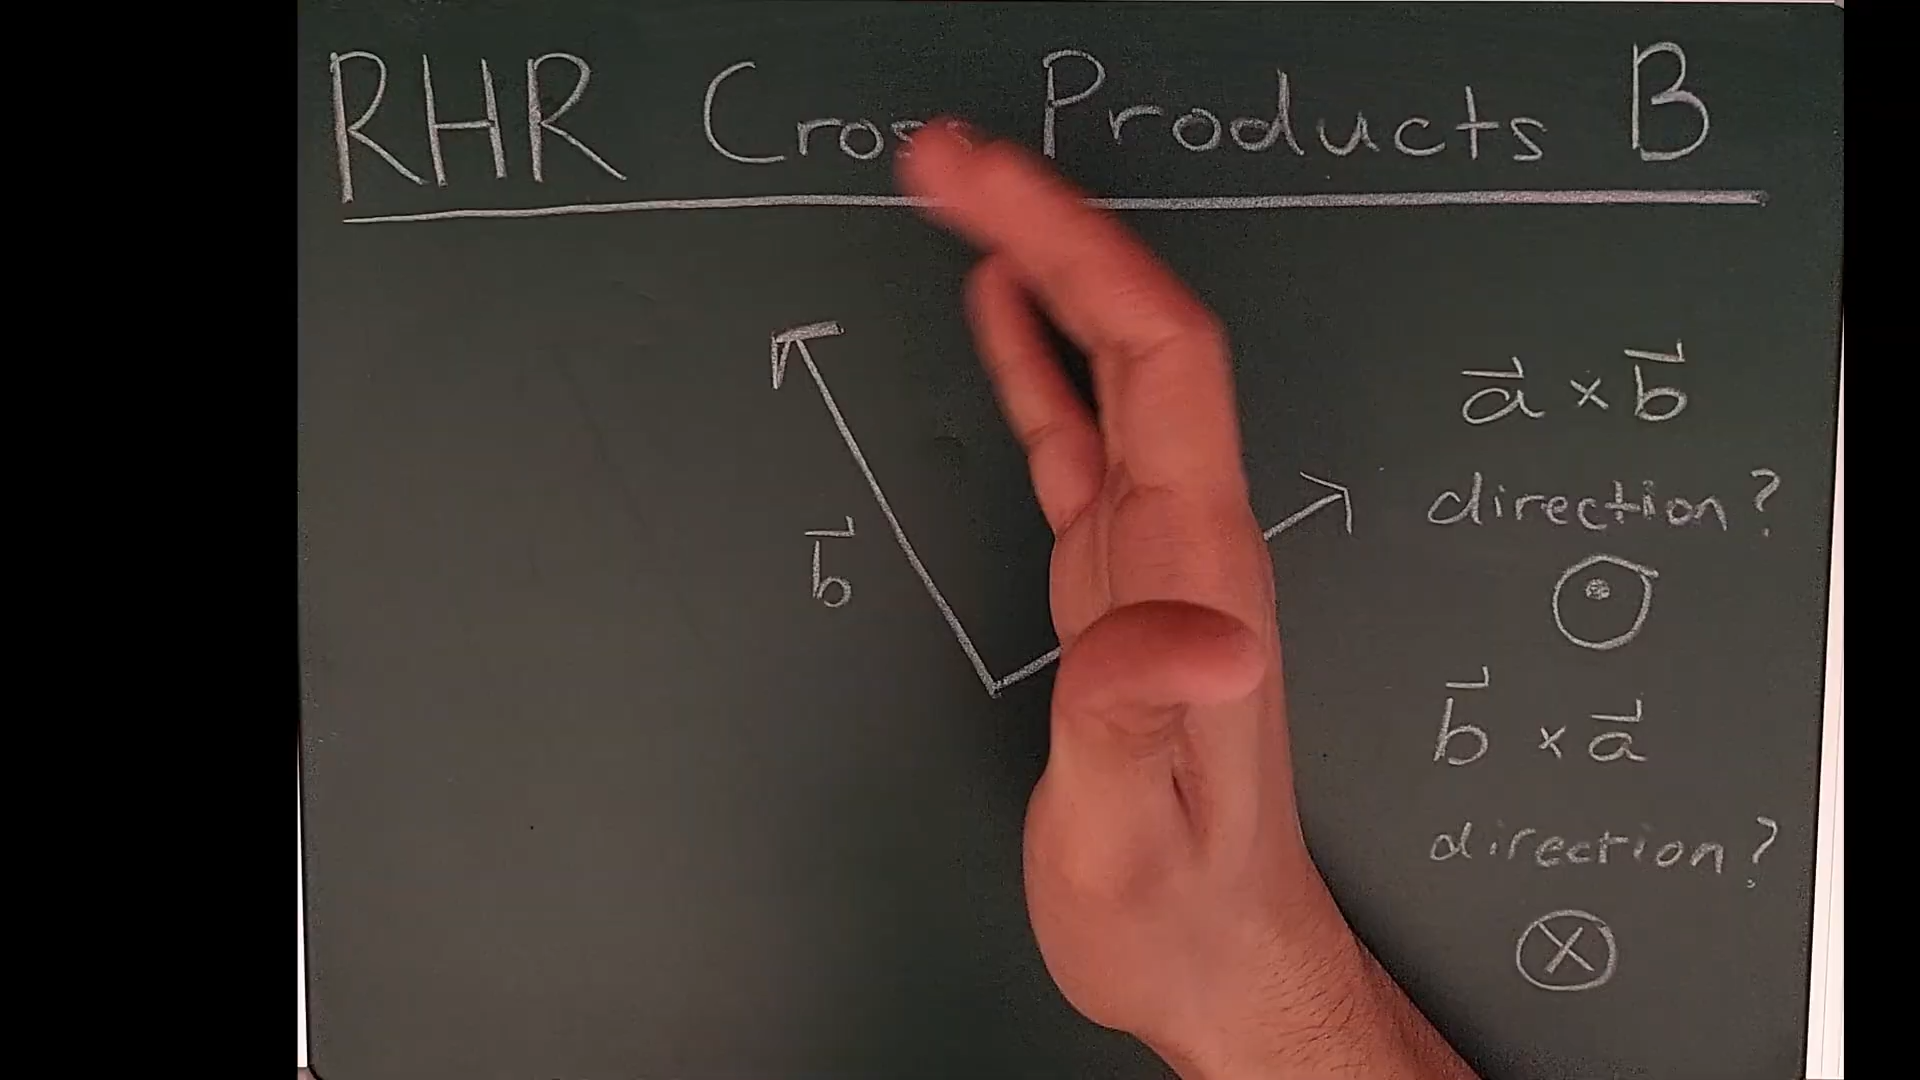 RHR Cross Products B
b⃗
a⃗ × b⃗
direction?
⊙
b⃗ × a⃗
direction?
⊗